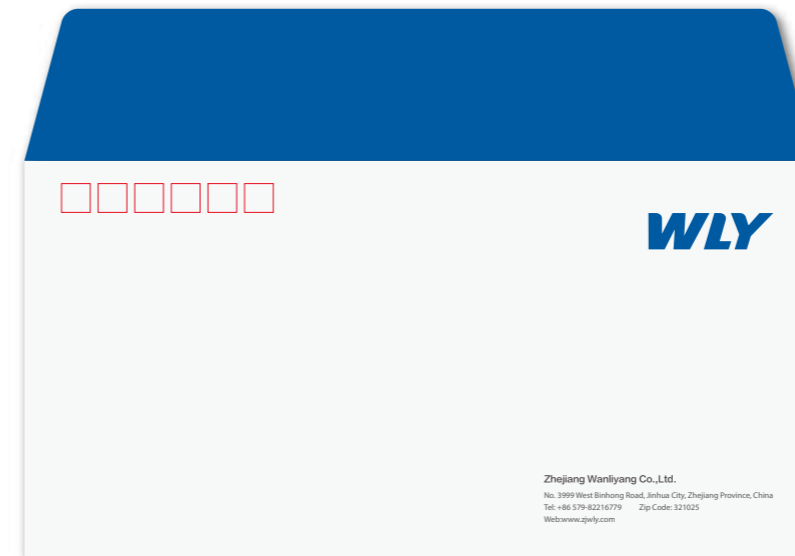 WLY
Zhejiang Wanliyang Co.,Ltd.
No. 3999 West Binhong Road, Jinhua City, Zhejiang Province, China
Tel: +86 579-82216779 Zip Code: 321025
Web:www.zjwly.com